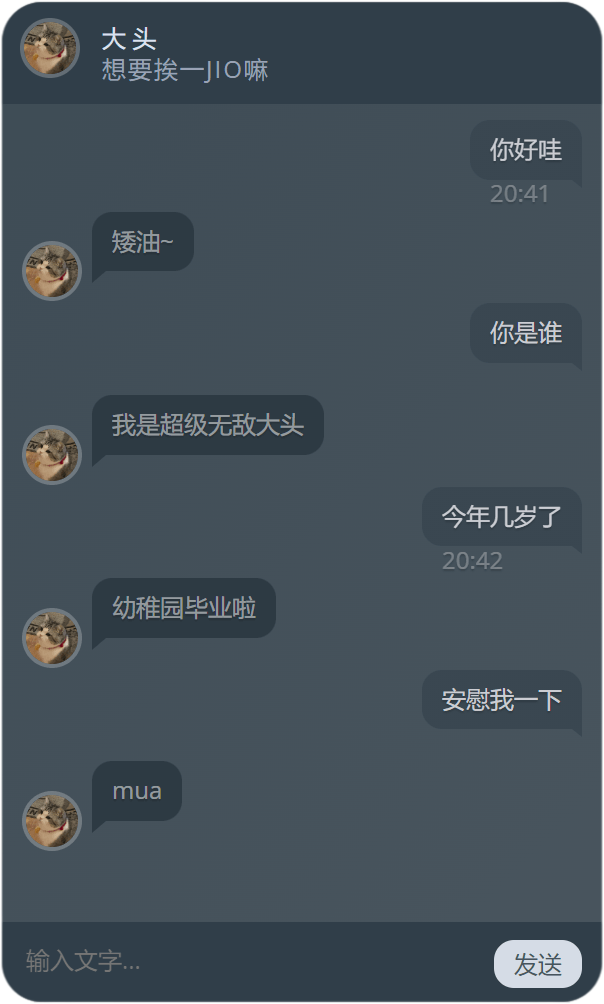 大头
想要挨一JIO嘛
你好哇
20:41
矮油~
你是谁
我是超级无敌大头
今年几岁了
20:42
幼稚园毕业啦
安慰我一下
mua
输入文字...
发送